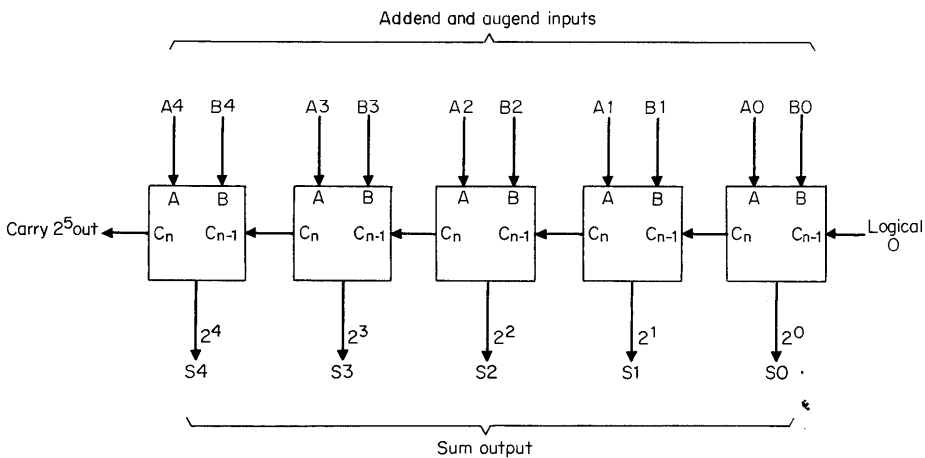 Addend and augend inputs
A4 B4 A3 B3 A2 B2 A1 B1 A0 B0
A B A B A B A B A B
Carry 2⁵ out Cn Cn-1 Cn Cn-1 Cn Cn-1 Cn Cn-1 Cn Cn-1 Logical
0
2⁴ 2³ 2² 2¹ 2⁰
S4 S3 S2 S1 S0
Sum output